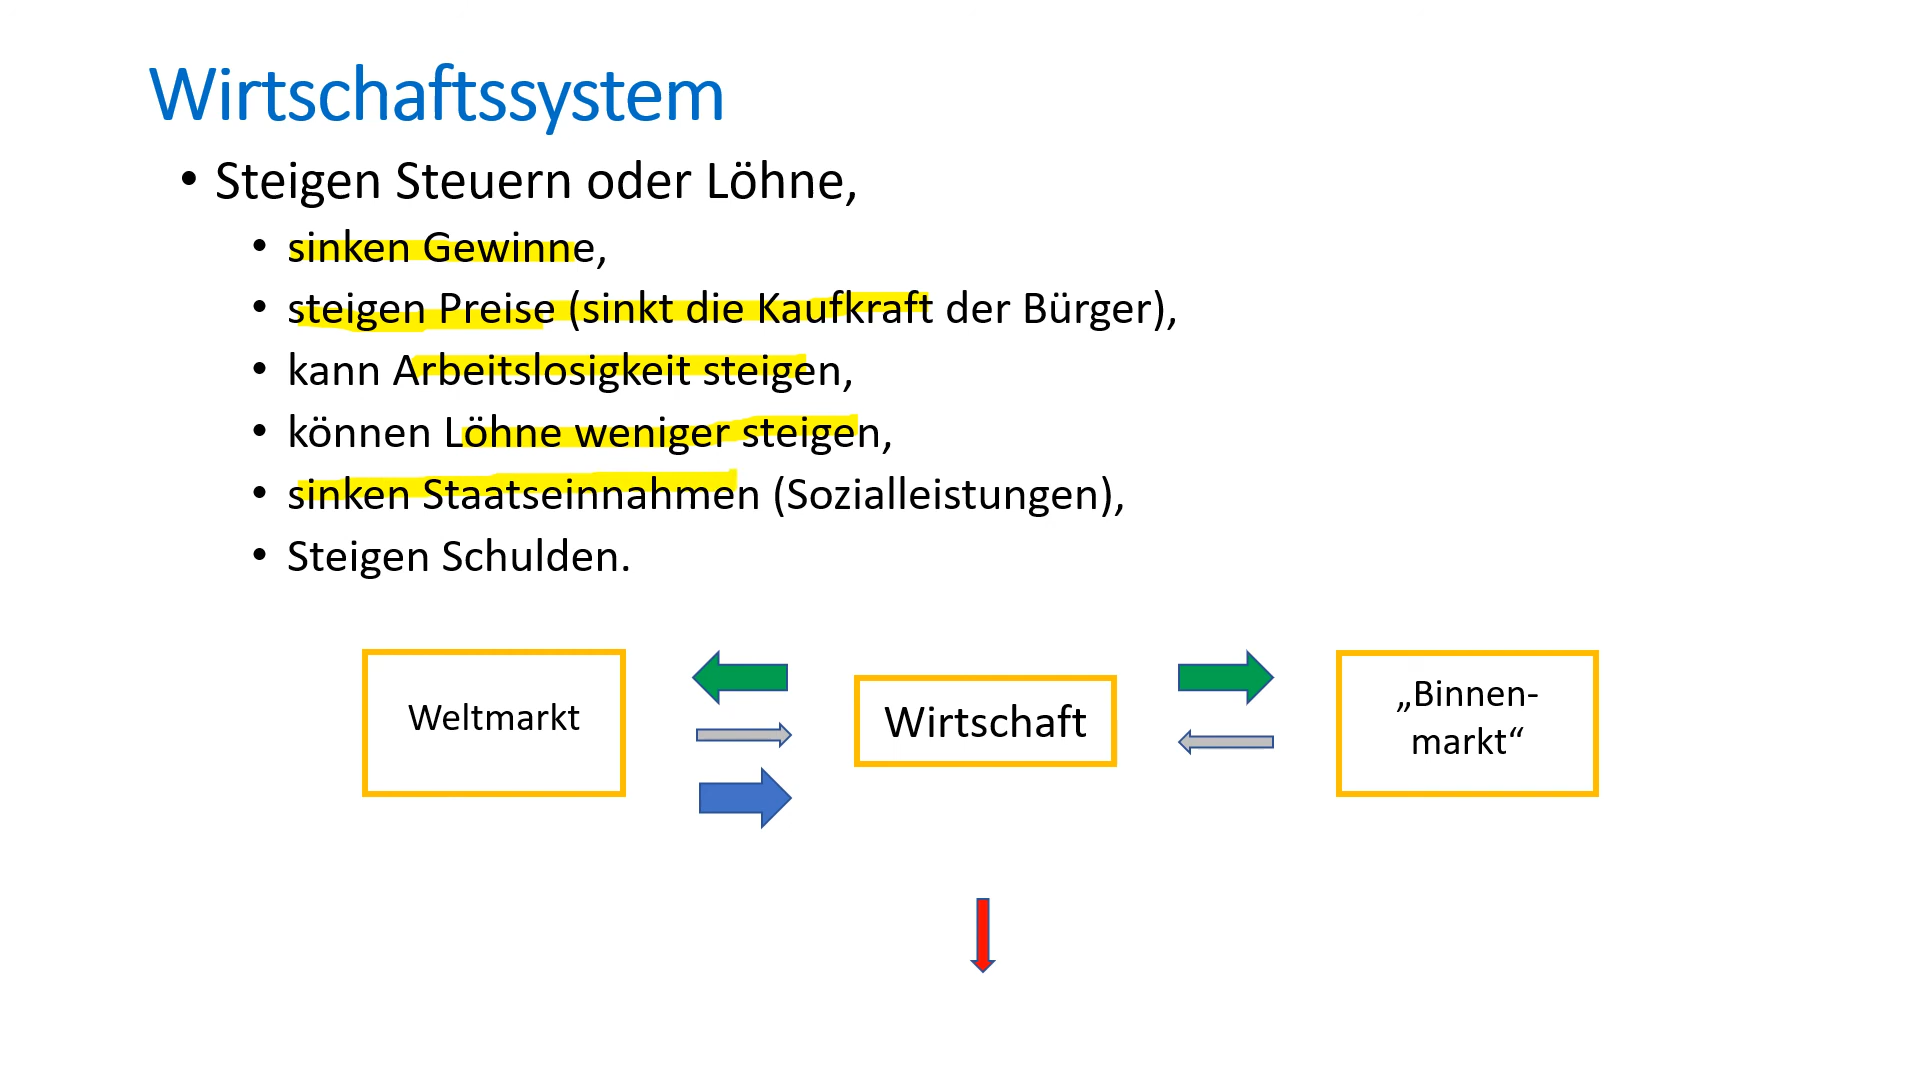 Wirtschaftssystem
• Steigen Steuern oder Löhne,
• sinken Gewinne,
• steigen Preise (sinkt die Kaufkraft der Bürger),
• kann Arbeitslosigkeit steigen,
• können Löhne weniger steigen,
• sinken Staatseinnahmen (Sozialleistungen),
• Steigen Schulden.
Weltmarkt
Wirtschaft
„Binnen-
markt“